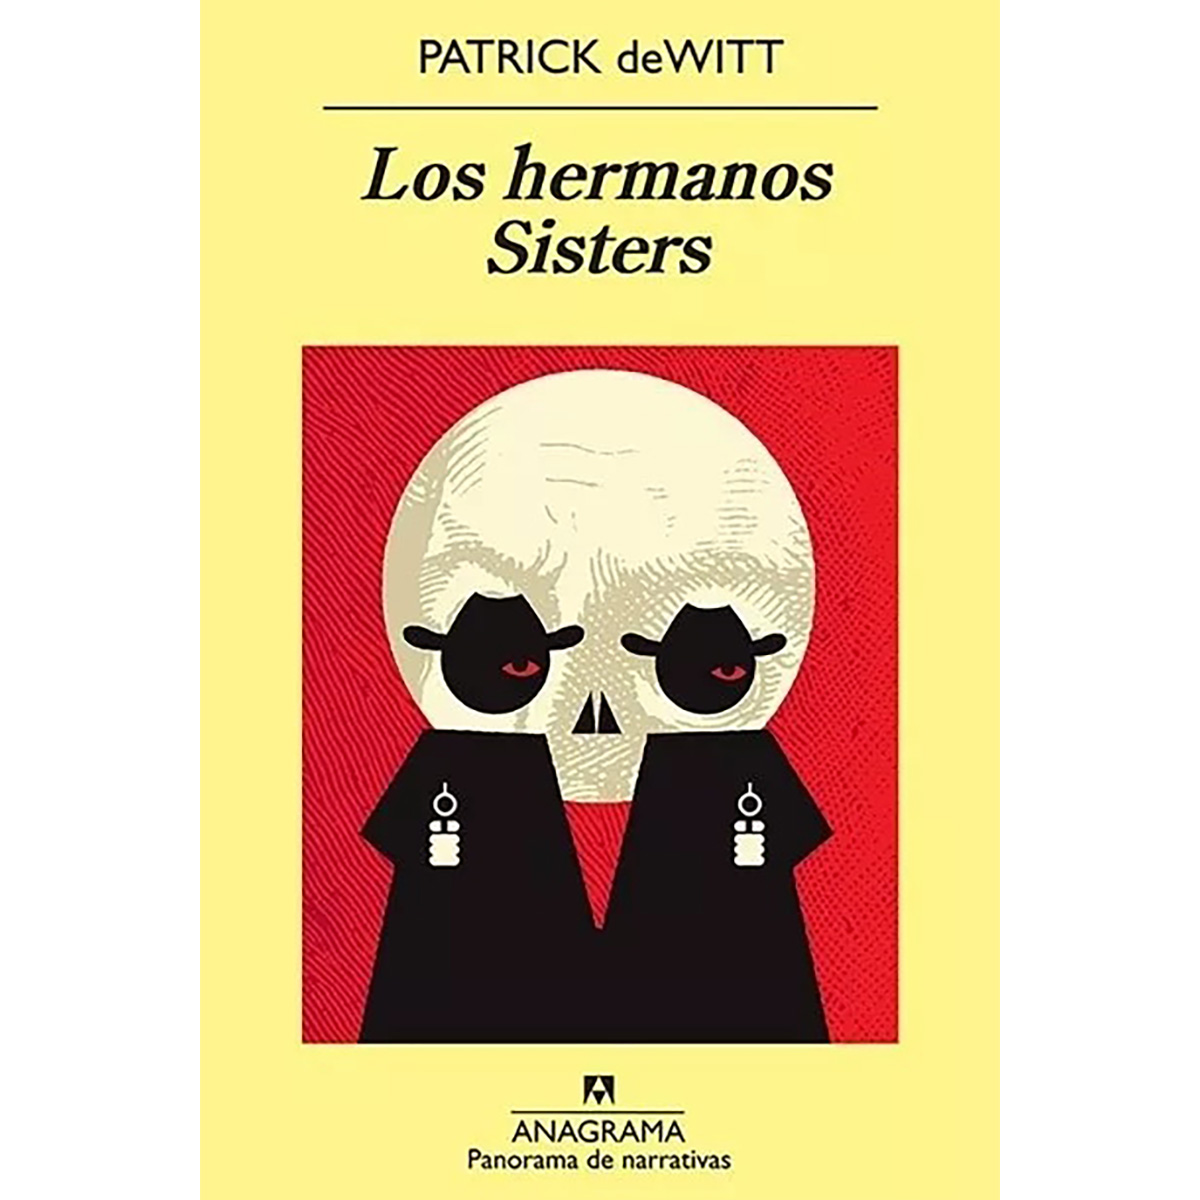 PATRICK deWITT
Los hermanos
Sisters
ANAGRAMA
Panorama de narrativas